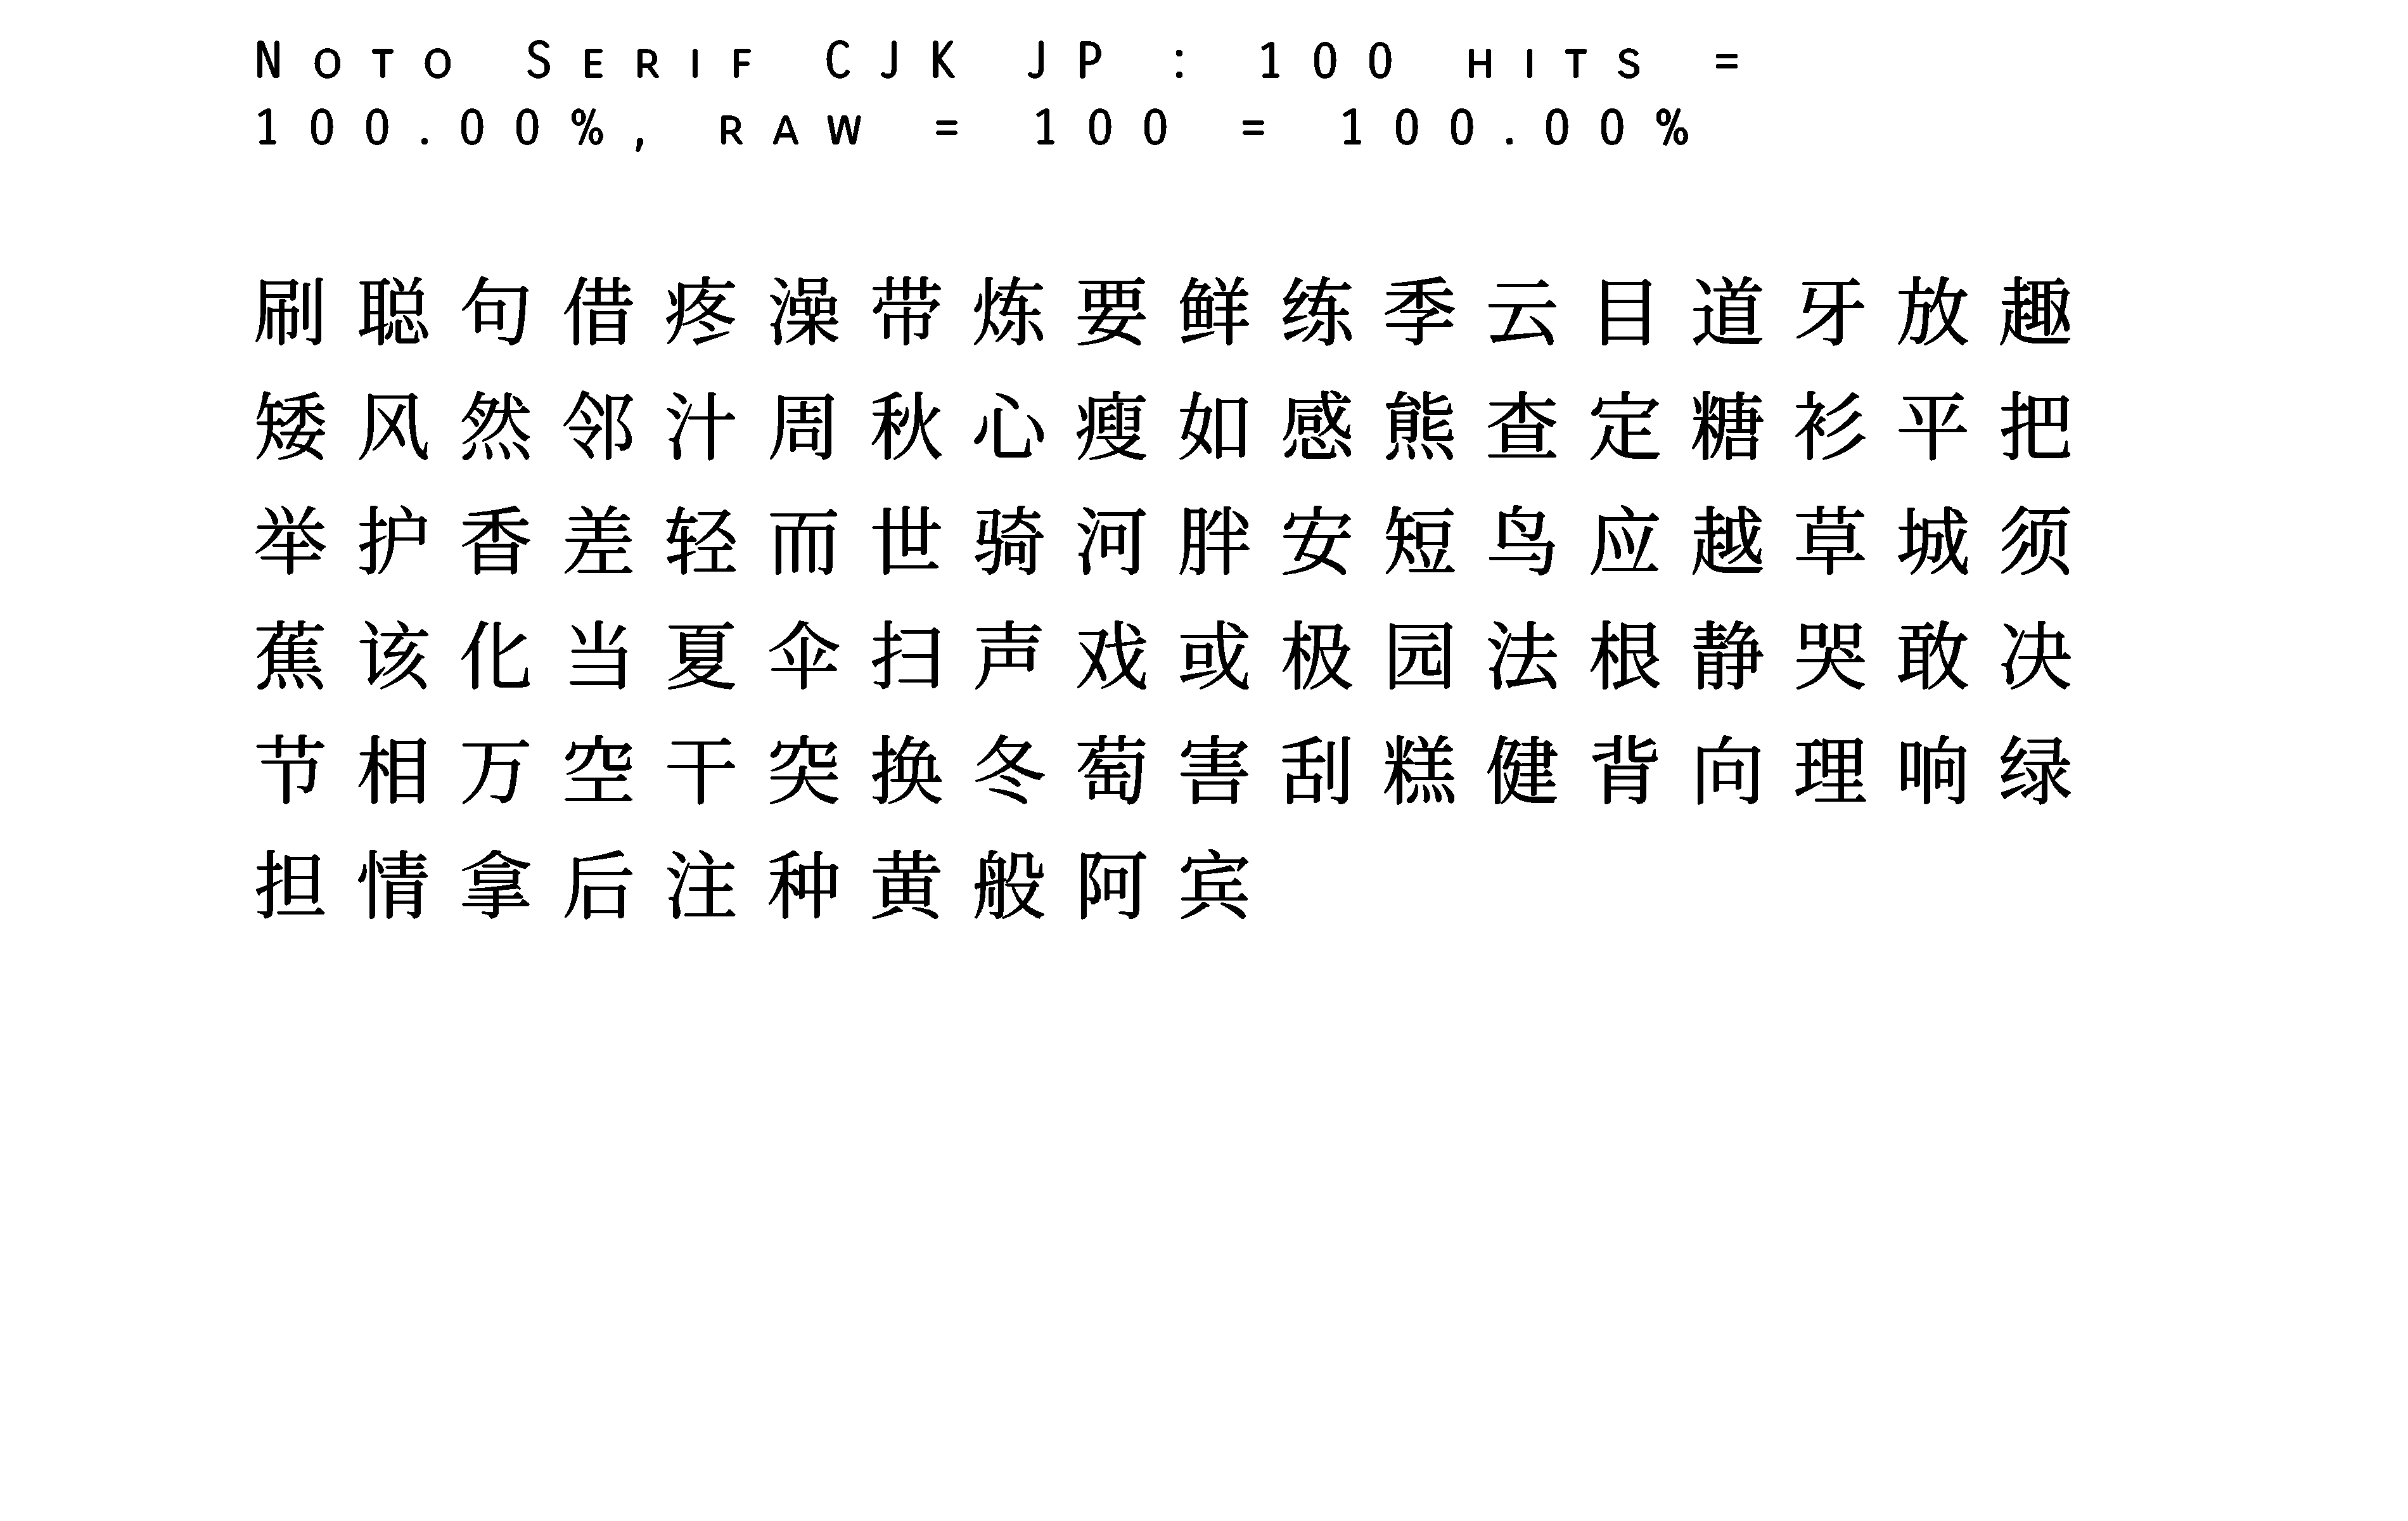 Noto Serif CJK JP : 100 hits =
100.00%, raw = 100 = 100.00%
刷聪句借疼澡带炼要鲜练季云目道牙放趣
矮风然邻汁周秋心瘦如感熊查定糖衫平把
举护香差轻而世骑河胖安短鸟应越草城须
蕉该化当夏伞扫声戏或极园法根静哭敢决
节相万空干突换冬萄害刮糕健背向理响绿
担情拿后注种黄般阿宾